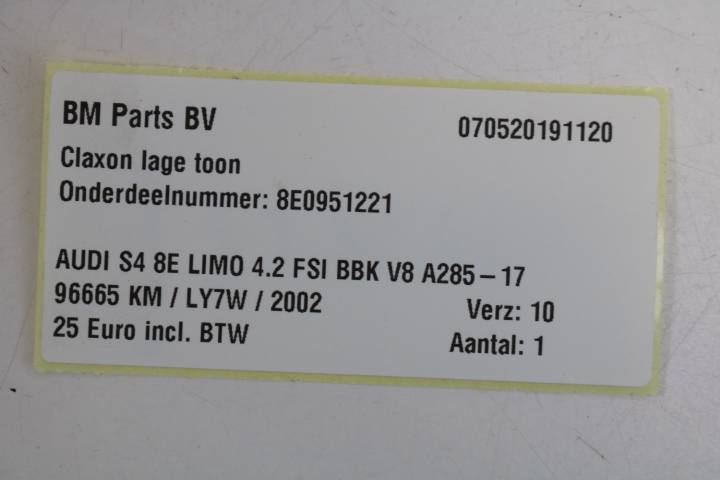 BM Parts BV 070520191120
Claxon lage toon
Onderdeelnummer: 8E0951221
AUDI S4 8E LIMO 4.2 FSI BBK V8 A285-17
96665 KM / LY7W / 2002 Verz: 10
25 Euro incl. BTW Aantal: 1